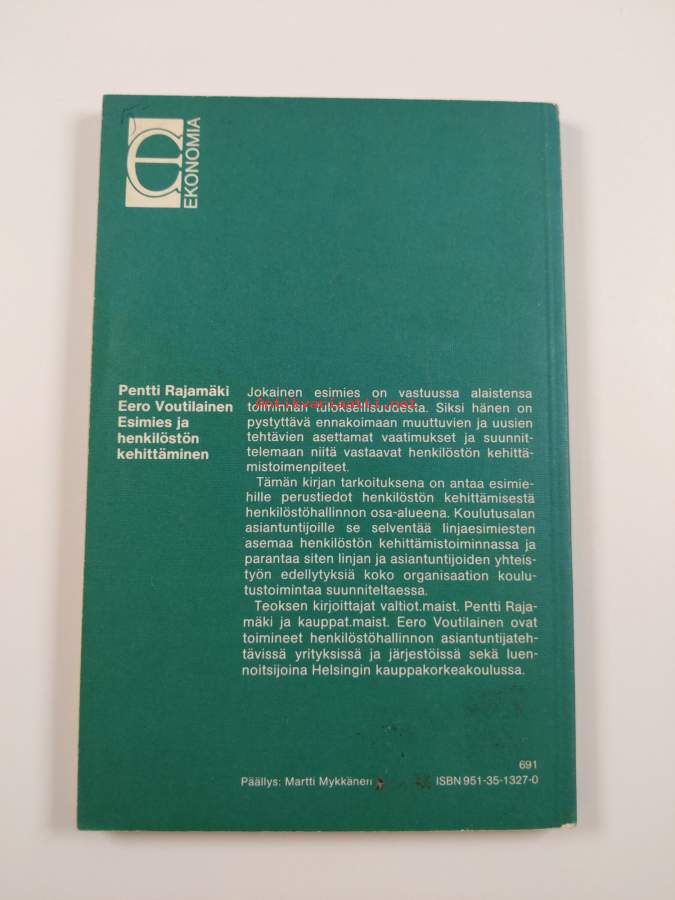 EKONOMIA
Pentti Rajamäki
Eero Voutilainen
Esimies ja
henkilöstön
kehittäminen
Jokainen esimies on vastuussa alaistensa
toiminnan tuloksellisuudesta. Siksi hänen on
pystyttävä ennakoimaan muuttuvien ja uusien
tehtävien asettamat vaatimukset ja suunnit-
telemaan niitä vastaavat henkilöstön kehittä-
mistoimenpiteet.
Tämän kirjan tarkoituksena on antaa esimie-
hille perustiedot henkilöstön kehittämisestä
henkilöstöhallinnon osa-alueena. Koulutusalan
asiantuntijoille se selventää linjaesimiesten
asemaa henkilöstön kehittämistoiminnassa ja
parantaa siten linjan ja asiantuntijoiden yhteis-
työn edellytyksiä koko organisaation koulu-
tustoimintaa suunniteltaessa.
Teoksen kirjoittajat valtiot.maist. Pentti Raja-
mäki ja kauppat.maist. Eero Voutilainen ovat
toimineet henkilöstöhallinnon asiantuntijateh-
tävissä yrityksissä ja järjestöissä sekä luen-
noitsijoina Helsingin kauppakorkeakoulussa.
691
Päällys: Martti Mykkänen ISBN 951-35-1327-0
Antikvariaatti.net